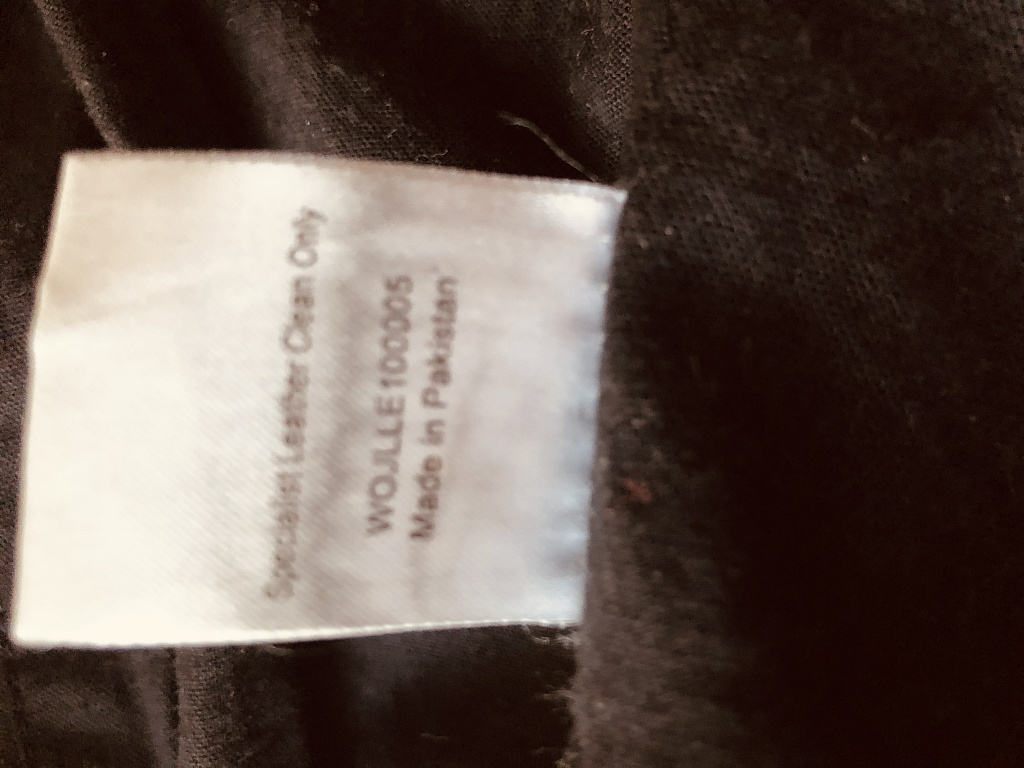 Specialist Leather Clean Only
WOJLLE100005
Made in Pakistan